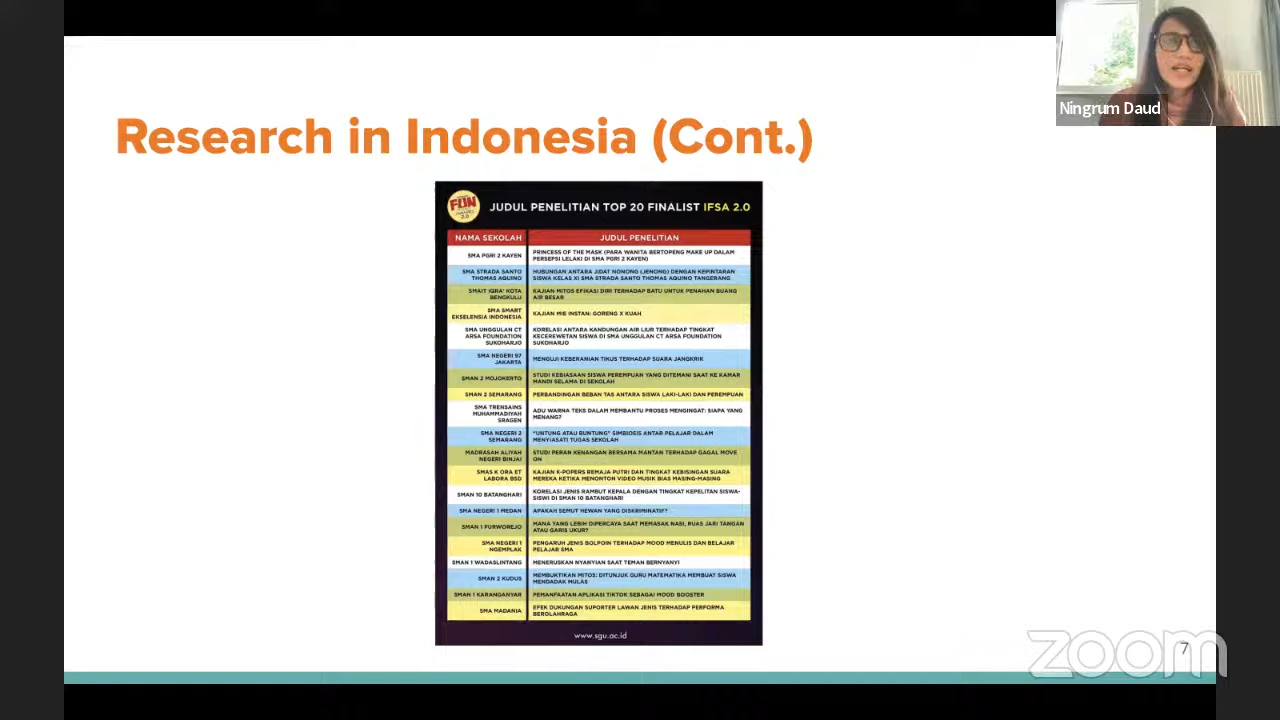 Ningrum Daud
Research in Indonesia (Cont.)
FUN
2.0
JUDUL PENELITIAN TOP 20 FINALIST IFSA 2.0
NAMA SEKOLAH JUDUL PENELITIAN
SMA PGRI 2 KAYEN
PRINCESS OF THE MASK (PARA WANITA BERTOPENG MAKE UP DALAM
PERSEPSI LELAKI DI SMA PGRI 2 KAYEN)
SMA STRADA SANTO
THOMAS AQUINO
HUBUNGAN ANTARA JIDAT NONONG (JENONG) DENGAN KEPINTARAN
SISWA KELAS XI SMA STRADA SANTO THOMAS AQUINO TANGERANG
SMAIT IQRA' KOTA
BENGKULU
KAJIAN MITOS EFIKASI DIRI TERHADAP BATU UNTUK PENAHAN BUANG
AIR BESAR
SMA SMART
EKSELENSIA INDONESIA
KAJIAN MIE INSTAN: GORENG X KUAH
SMA UNGGULAN CT
ARSA FOUNDATION
SUKOHARJO
KORELASI ANTARA KANDUNGAN AIR LIUR TERHADAP TINGKAT
KECEREWETAN SISWA DI SMA UNGGULAN CT ARSA FOUNDATION
SUKOHARJO
SMA NEGERI 97
JAKARTA
MENGUJI KEBERANIAN TIKUS TERHADAP SUARA JANGKRIK
SMAN 2 MOJOKERTO
STUDI KEBIASAAN SISWA PEREMPUAN YANG DITEMANI SAAT KE KAMAR
MANDI SELAMA DI SEKOLAH
SMAN 2 SEMARANG
PERBANDINGAN BEBAN TAS ANTARA SISWA LAKI-LAKI DAN PEREMPUAN
SMA TRENSAINS
MUHAMMADIYAH
SRAGEN
ADU WARNA TEKS DALAM MEMBANTU PROSES MENGINGAT: SIAPA YANG
MENANG?
SMA NEGERI 2
SEMARANG
"UNTUNG ATAU BUNTUNG" SIMBIOSIS ANTAR PELAJAR DALAM
MENYIASATI TUGAS SEKOLAH
MADRASAH ALIYAH
NEGERI BINJAI
STUDI PERAN KENANGAN BERSAMA MANTAN TERHADAP GAGAL MOVE
ON
SMAS K ORA ET
LABORA BSD
KAJIAN K-POPERS REMAJA PUTRI DAN TINGKAT KEBISINGAN SUARA
MEREKA KETIKA MENONTON VIDEO MUSIK BIAS MASING-MASING
SMAN 10 BATANGHARI
KORELASI JENIS RAMBUT KEPALA DENGAN TINGKAT KEPELITAN SISWA-
SISWI DI SMAN 10 BATANGHARI
SMA NEGERI 1 MEDAN
APAKAH SEMUT HEWAN YANG DISKRIMINATIF?
SMAN 1 PURWOREJO
MANA YANG LEBIH DIPERCAYA SAAT MEMASAK NASI, RUAS JARI TANGAN
ATAU GARIS UKUR?
SMA NEGERI 1
NGEMPLAK
PENGARUH JENIS BOLPOIN TERHADAP MOOD MENULIS DAN BELAJAR
PELAJAR SMA
SMAN 1 WADASLINTANG
MENERUSKAN NYANYIAN SAAT TEMAN BERNYANYI
SMAN 2 KUDUS
MEMBUKTIKAN MITOS: DITUNJUK GURU MATEMATIKA MEMBUAT SISWA
MENDADAK MULAS
SMAN 1 KARANGANYAR
PEMANFAATAN APLIKASI TIKTOK SEBAGAI MOOD BOOSTER
SMA MADANIA
EFEK DUKUNGAN SUPORTER LAWAN JENIS TERHADAP PERFORMA
BEROLAHRAGA
www.sgu.ac.id
7
zoom